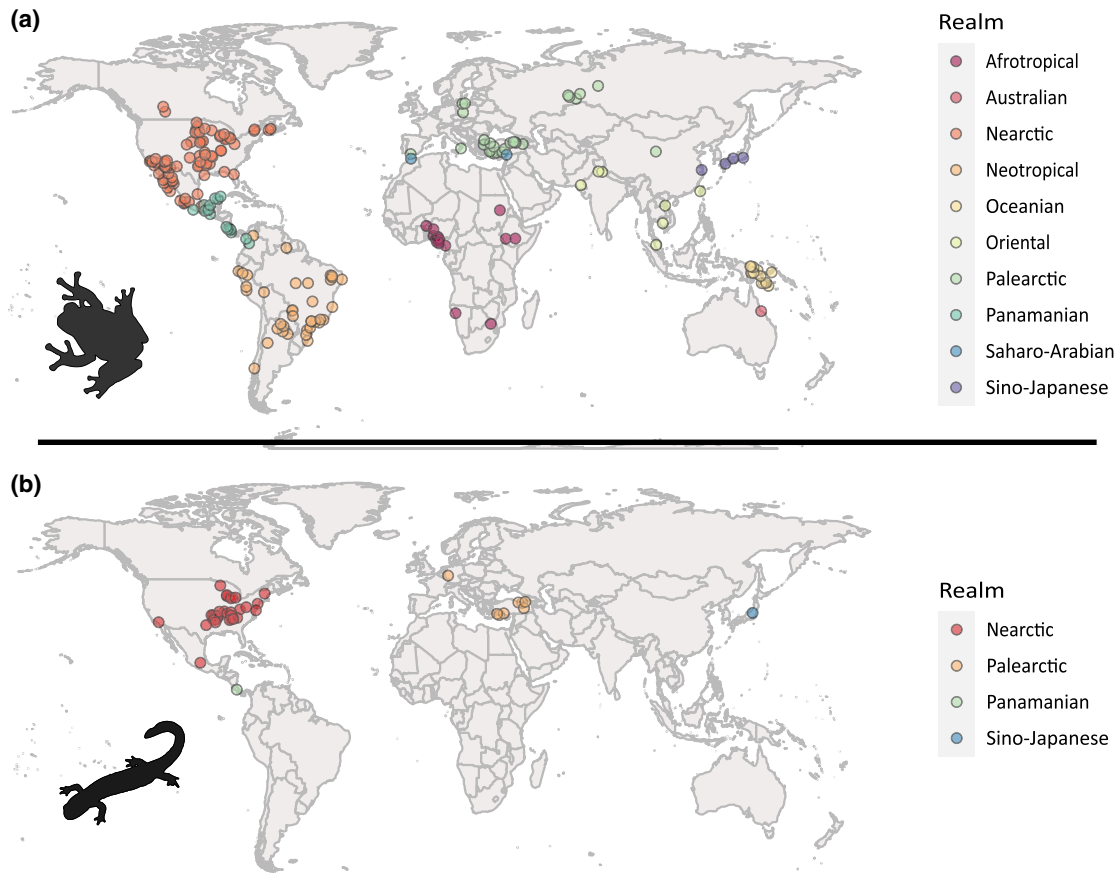 (a)
Realm
Afrotropical
Australian
Nearctic
Neotropical
Oceanian
Oriental
Palearctic
Panamanian
Saharo-Arabian
Sino-Japanese
(b)
Realm
Nearctic
Palearctic
Panamanian
Sino-Japanese